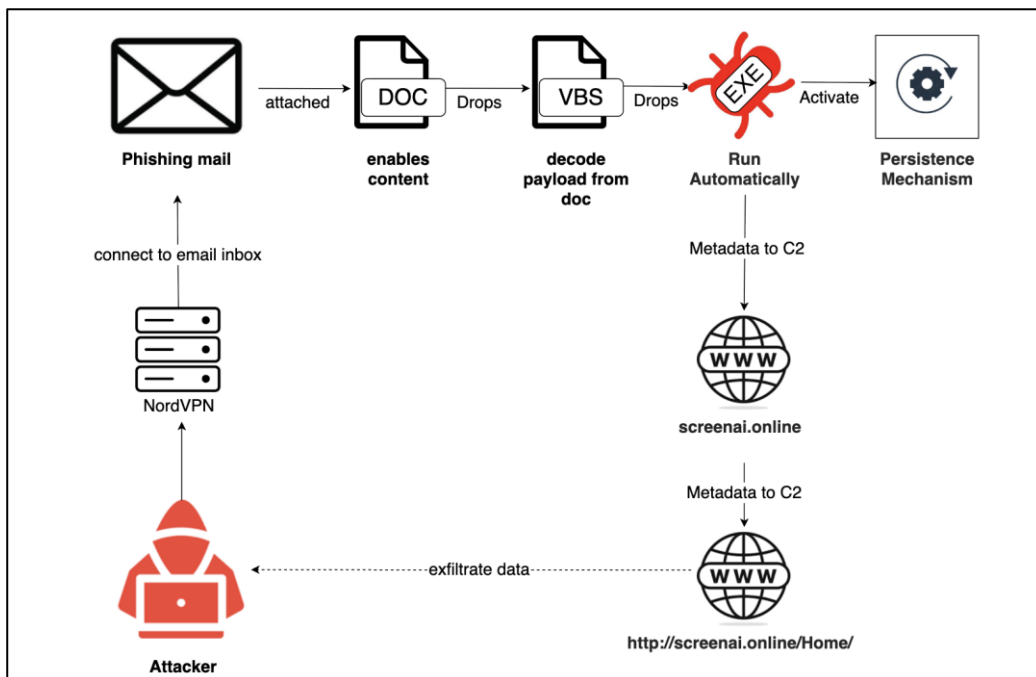 attached
DOC
Drops
VBS
Drops
EXE
Activate
Phishing mail
enables
content
decode
payload from
doc
Run
Automatically
Persistence
Mechanism
connect to email inbox
Metadata to C2
NordVPN
WWW
screenai.online
Metadata to C2
exfiltrate data
WWW
http://screenai.online/Home/
Attacker